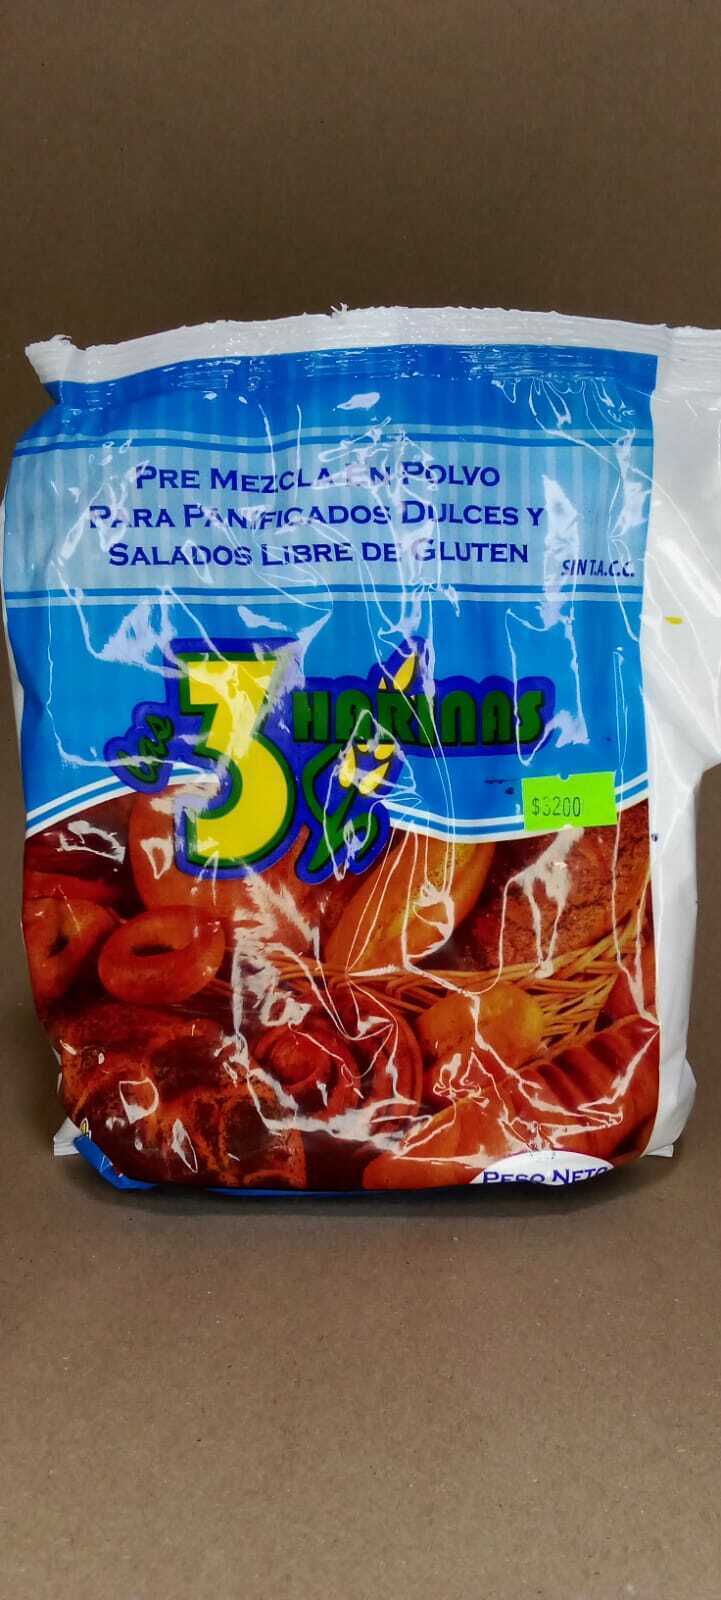 PRE MEZCLA EN POLVO
PARA PANIFICADOS DULCES Y
SALADOS LIBRE DE GLUTEN
SIN T.A.C.C.
las 3 HARINAS
$3200
PESO NETO